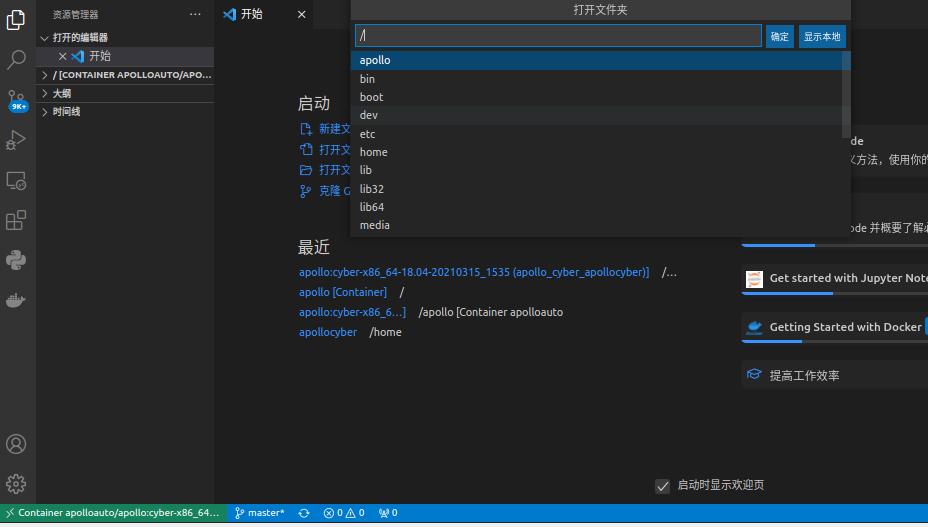 资源管理器
打开的编辑器
开始
/ [CONTAINER APOLLOAUTO/APO...
大纲
时间线
9K+
开始
打开文件夹
/
确定
显示本地
apollo
bin
boot
dev
etc
home
lib
lib32
lib64
media
启动
新建文
打开文
打开文
克隆 G
最近
apollo:cyber-x86_64-18.04-20210315_1535 (apollo_cyber_apollocyber)] /...
apollo [Container] /
apollo:cyber-x86_6...] /apollo [Container apolloauto
apollocyber /home
de
义方法，使用你的
ode 并概要了解必
Get started with Jupyter Note
Getting Started with Docker
提高工作效率
启动时显示欢迎页
Container apolloauto/apollo:cyber-x86_64... master* 0 0 0